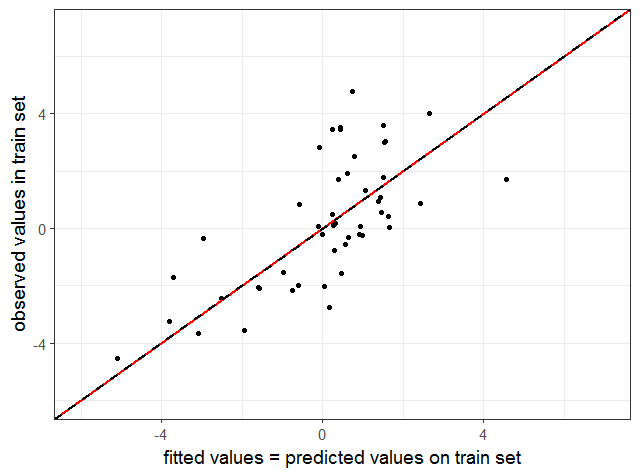 observed values in train set
4
0
-4
-4 0 4
fitted values = predicted values on train set